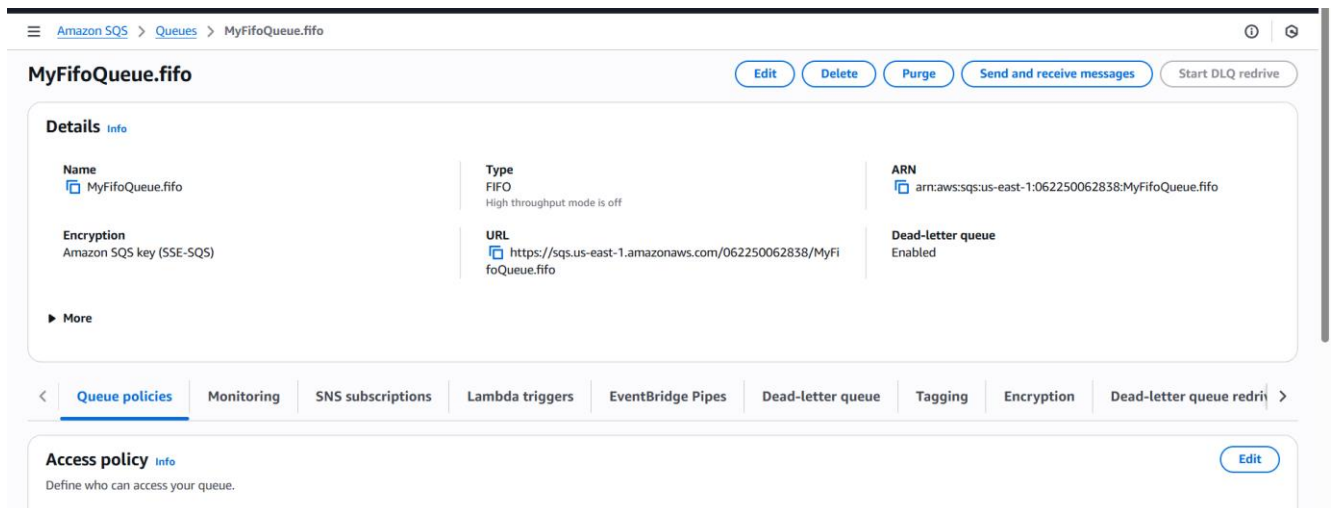 Amazon SQS > Queues > MyFifoQueue.fifo
MyFifoQueue.fifo
Edit Delete Purge Send and receive messages Start DLQ redrive
Details Info
Name Type ARN
MyFifoQueue.fifo FIFO arn:aws:sqs:us-east-1:062250062838:MyFifoQueue.fifo
High throughput mode is off
Encryption URL Dead-letter queue
Amazon SQS key (SSE-SQS) https://sqs.us-east-1.amazonaws.com/062250062838/MyFi Enabled
foQueue.fifo
More
Queue policies Monitoring SNS subscriptions Lambda triggers EventBridge Pipes Dead-letter queue Tagging Encryption Dead-letter queue redriv
Access policy Info
Edit
Define who can access your queue.